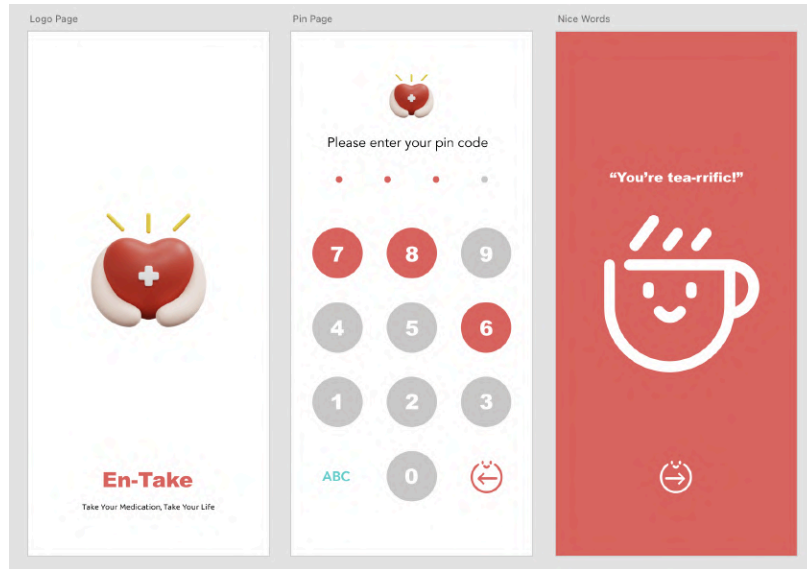 Logo Page
Pin Page
Nice Words
En-Take
Take Your Medication, Take Your Life
Please enter your pin code
7 8 9
4 5 6
1 2 3
ABC 0
“You’re tea-rrific!”